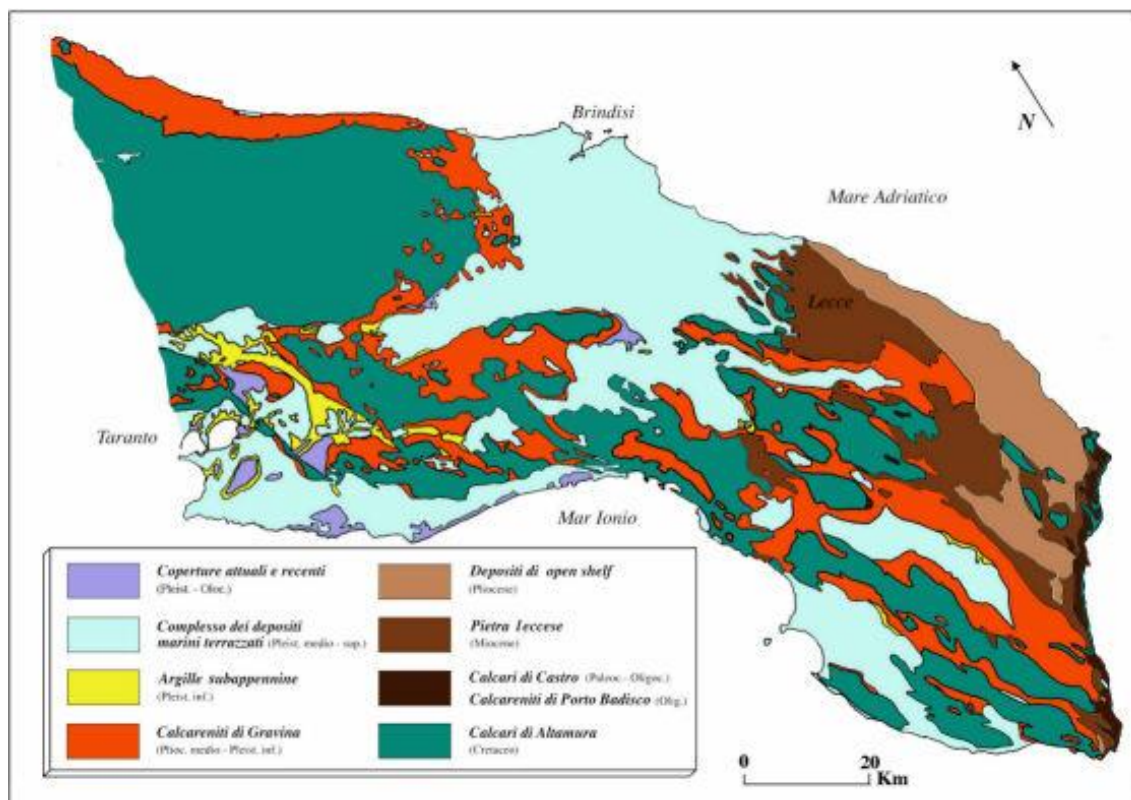 Brindisi
N
Mare Adriatico
Lecce
Taranto
Mar Ionio
Coperture attuali e recenti
(Pleist. - Oloc.)
Complesso dei depositi
marini terrazzati (Pleist. medio - sup.)
Argille subappennine
(Pleist. inf.)
Calcareniti di Gravina
(Plioc. medio - Pleist. inf.)
Depositi di open shelf
(Pliocene)
Pietra leccese
(Miocene)
Calcari di Castro (Paleoc. - Oligoc.)
Calcareniti di Porto Badisco (Olig.)
Calcari di Altamura
(Cretaceo)
0 20
Km